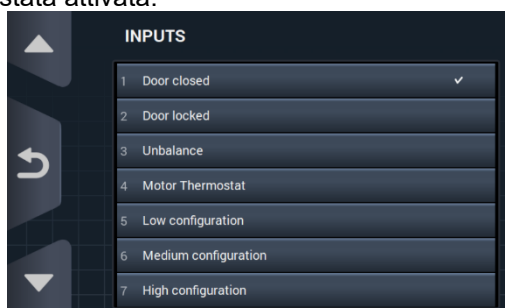 stata attivata.
INPUTS
1 Door closed ✓
2 Door locked
3 Unbalance
4 Motor Thermostat
5 Low configuration
6 Medium configuration
7 High configuration